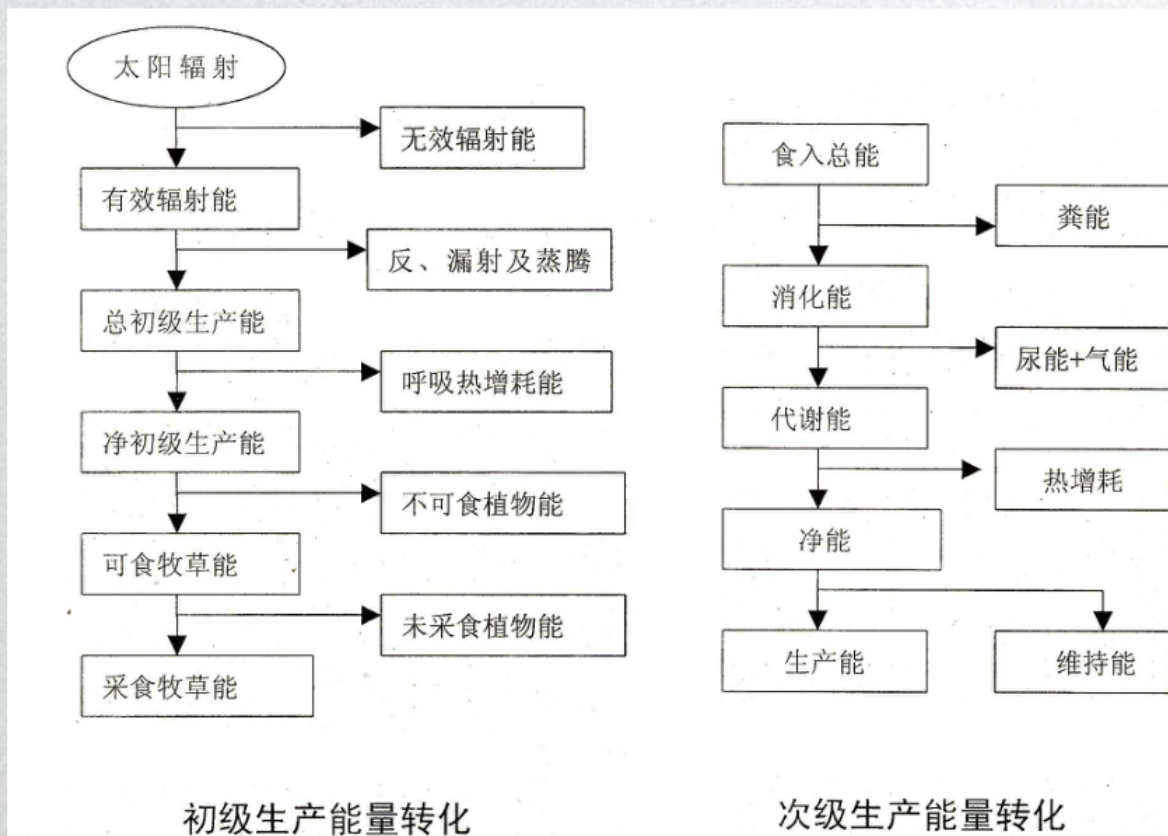 太阳辐射
无效辐射能
有效辐射能
反、漏射及蒸腾
总初级生产能
呼吸热增耗能
净初级生产能
不可食植物能
可食牧草能
未采食植物能
采食牧草能
初级生产能量转化
食入总能
粪能
消化能
尿能+气能
代谢能
热增耗
净能
生产能
维持能
次级生产能量转化